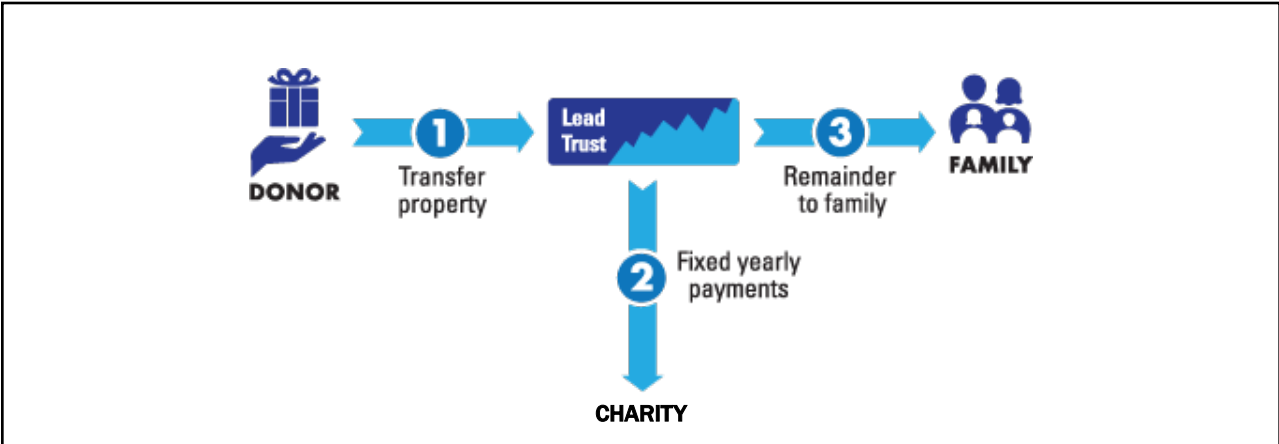 DONOR
1
Transfer
property
Lead
Trust
2
Fixed yearly
payments
CHARITY
3
Remainder
to family
FAMILY